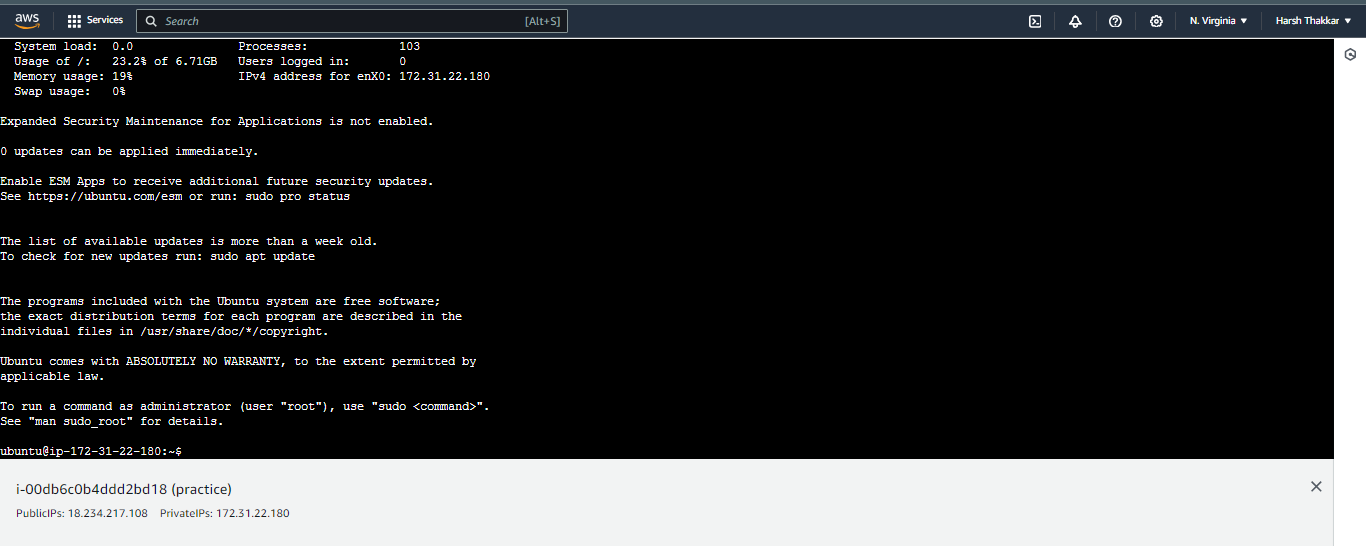 aws Services Search [Alt+S] N. Virginia Harsh Thakkar
System load: 0.0 Processes: 103
Usage of /: 23.2% of 6.71GB Users logged in: 0
Memory usage: 19% IPv4 address for enX0: 172.31.22.180
Swap usage: 0%
Expanded Security Maintenance for Applications is not enabled.
0 updates can be applied immediately.
Enable ESM Apps to receive additional future security updates.
See https://ubuntu.com/esm or run: sudo pro status
The list of available updates is more than a week old.
To check for new updates run: sudo apt update
The programs included with the Ubuntu system are free software;
the exact distribution terms for each program are described in the
individual files in /usr/share/doc/*/copyright.
Ubuntu comes with ABSOLUTELY NO WARRANTY, to the extent permitted by
applicable law.
To run a command as administrator (user "root"), use "sudo <command>".
See "man sudo_root" for details.
ubuntu@ip-172-31-22-180:~$
i-00db6c0b4ddd2bd18 (practice)
PublicIPs: 18.234.217.108 PrivateIPs: 172.31.22.180